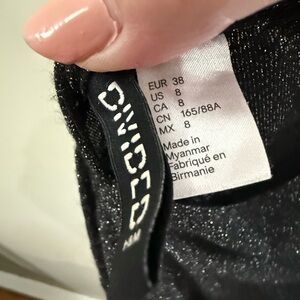 DIVIDED
H&M
EUR 38
US 8
CA 8
CN 165/88A
MX 8
Made in
Myanmar
Fabriqué en
Birmanie